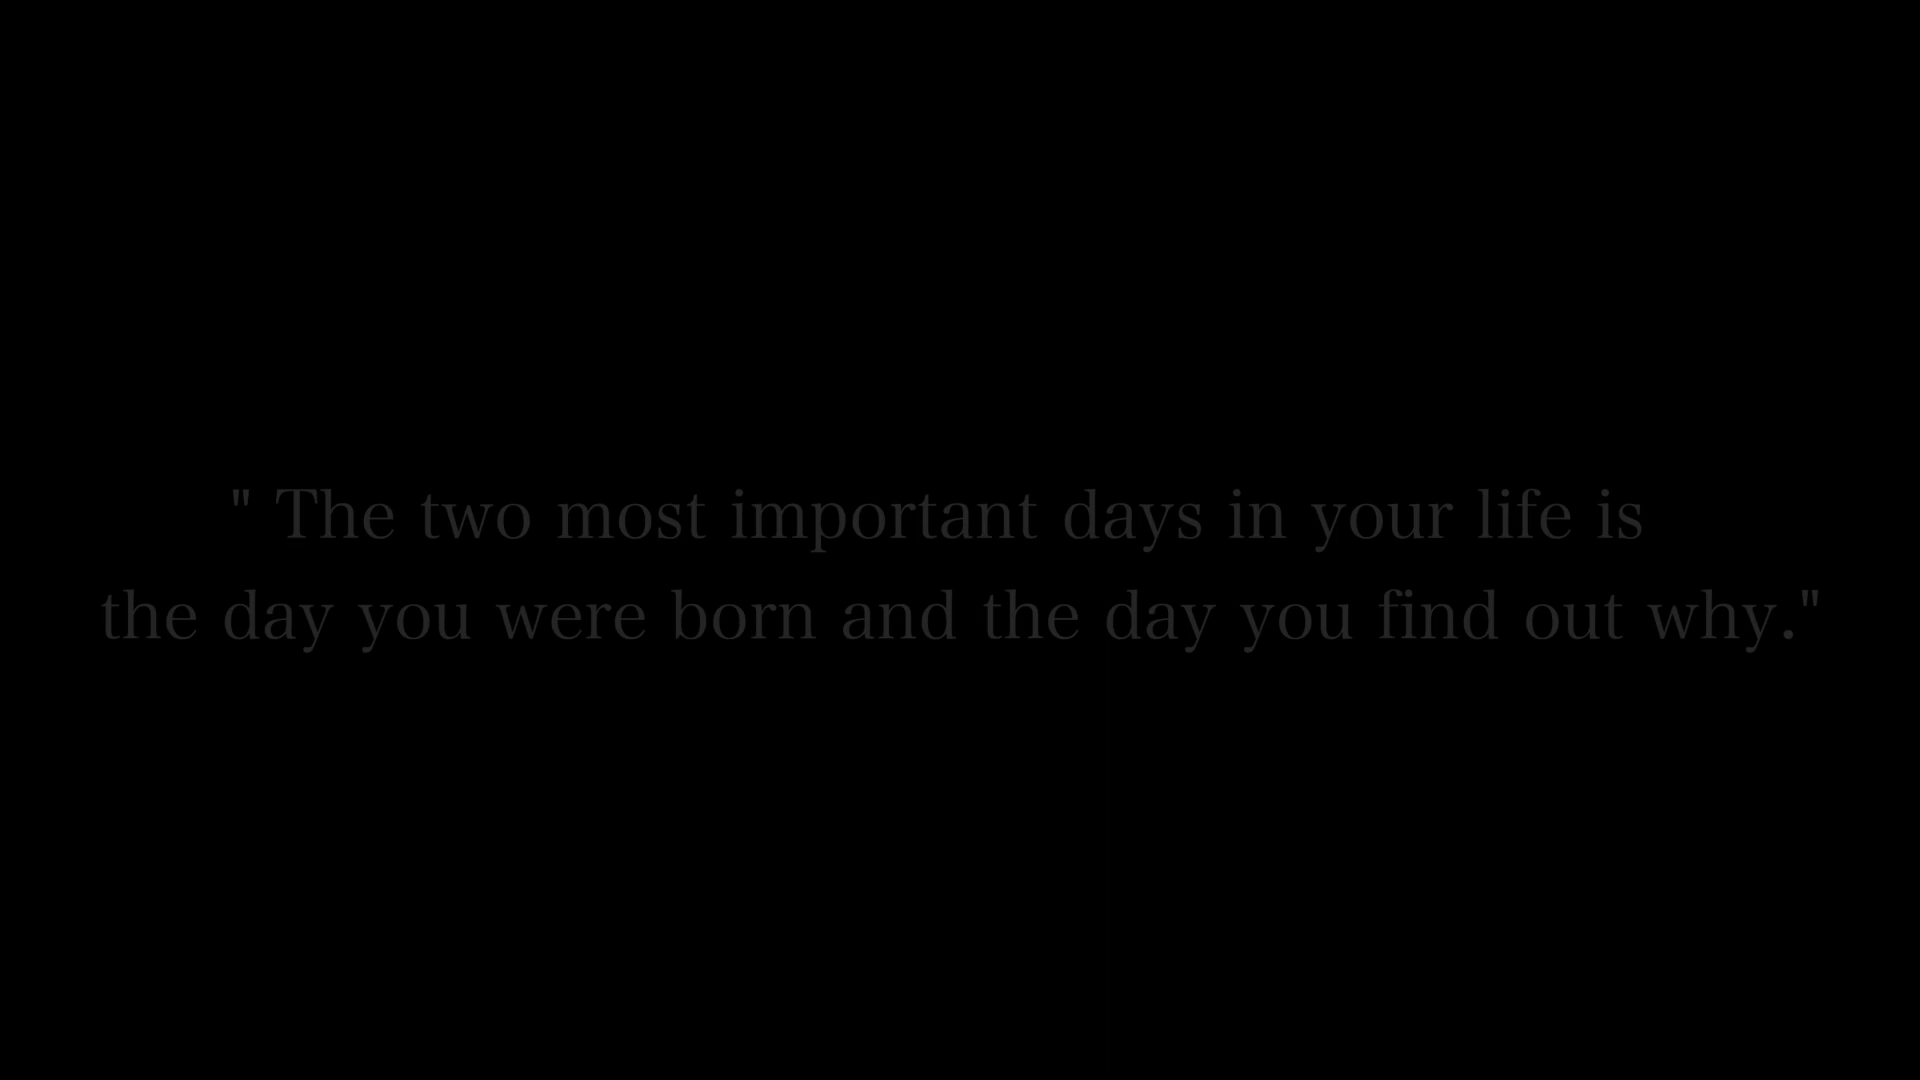 " The two most important days in your life is
the day you were born and the day you find out why."